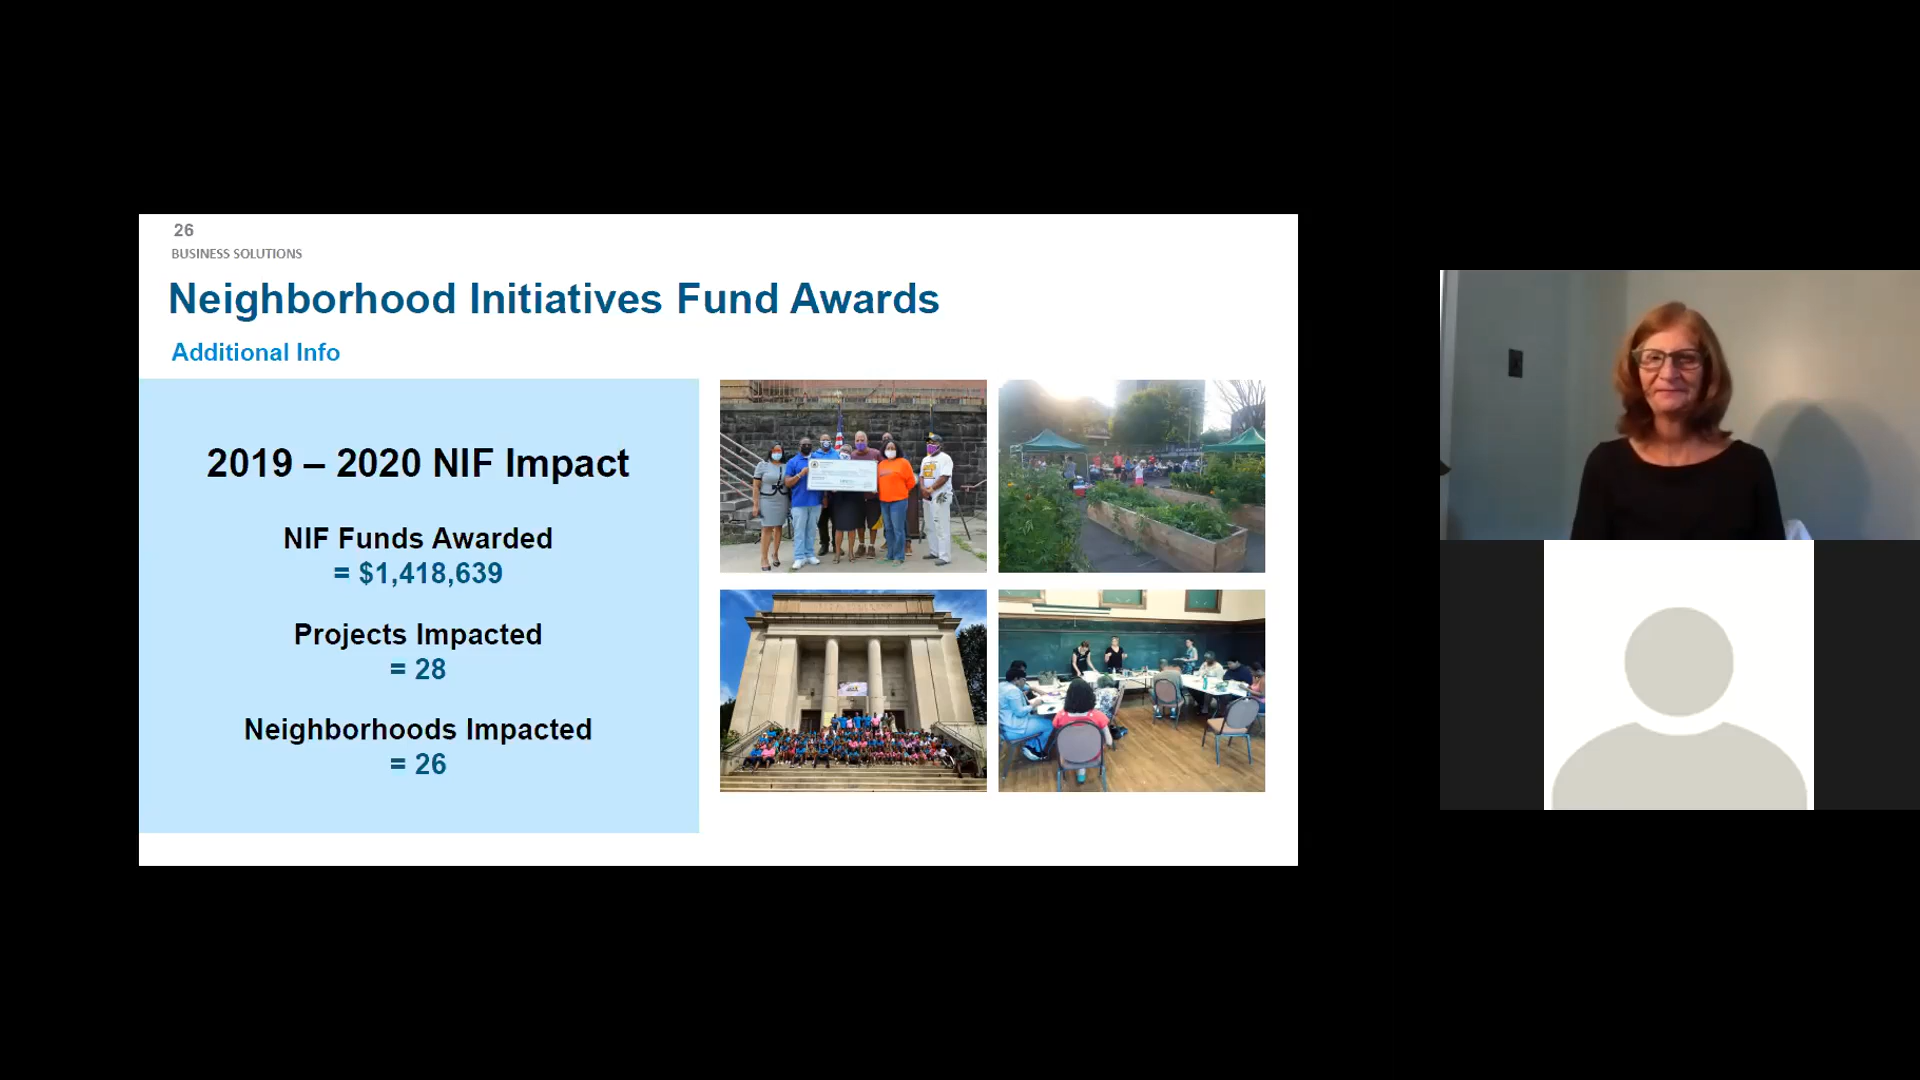 26
BUSINESS SOLUTIONS
Neighborhood Initiatives Fund Awards
Additional Info
2019 – 2020 NIF Impact
NIF Funds Awarded
= $1,418,639
Projects Impacted
= 28
Neighborhoods Impacted
= 26